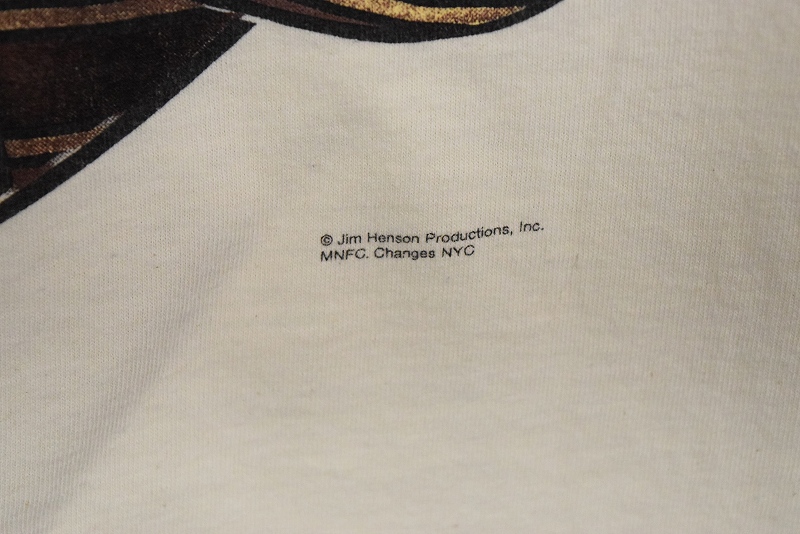 © Jim Henson Productions, Inc.
MNFC. Changes NYC